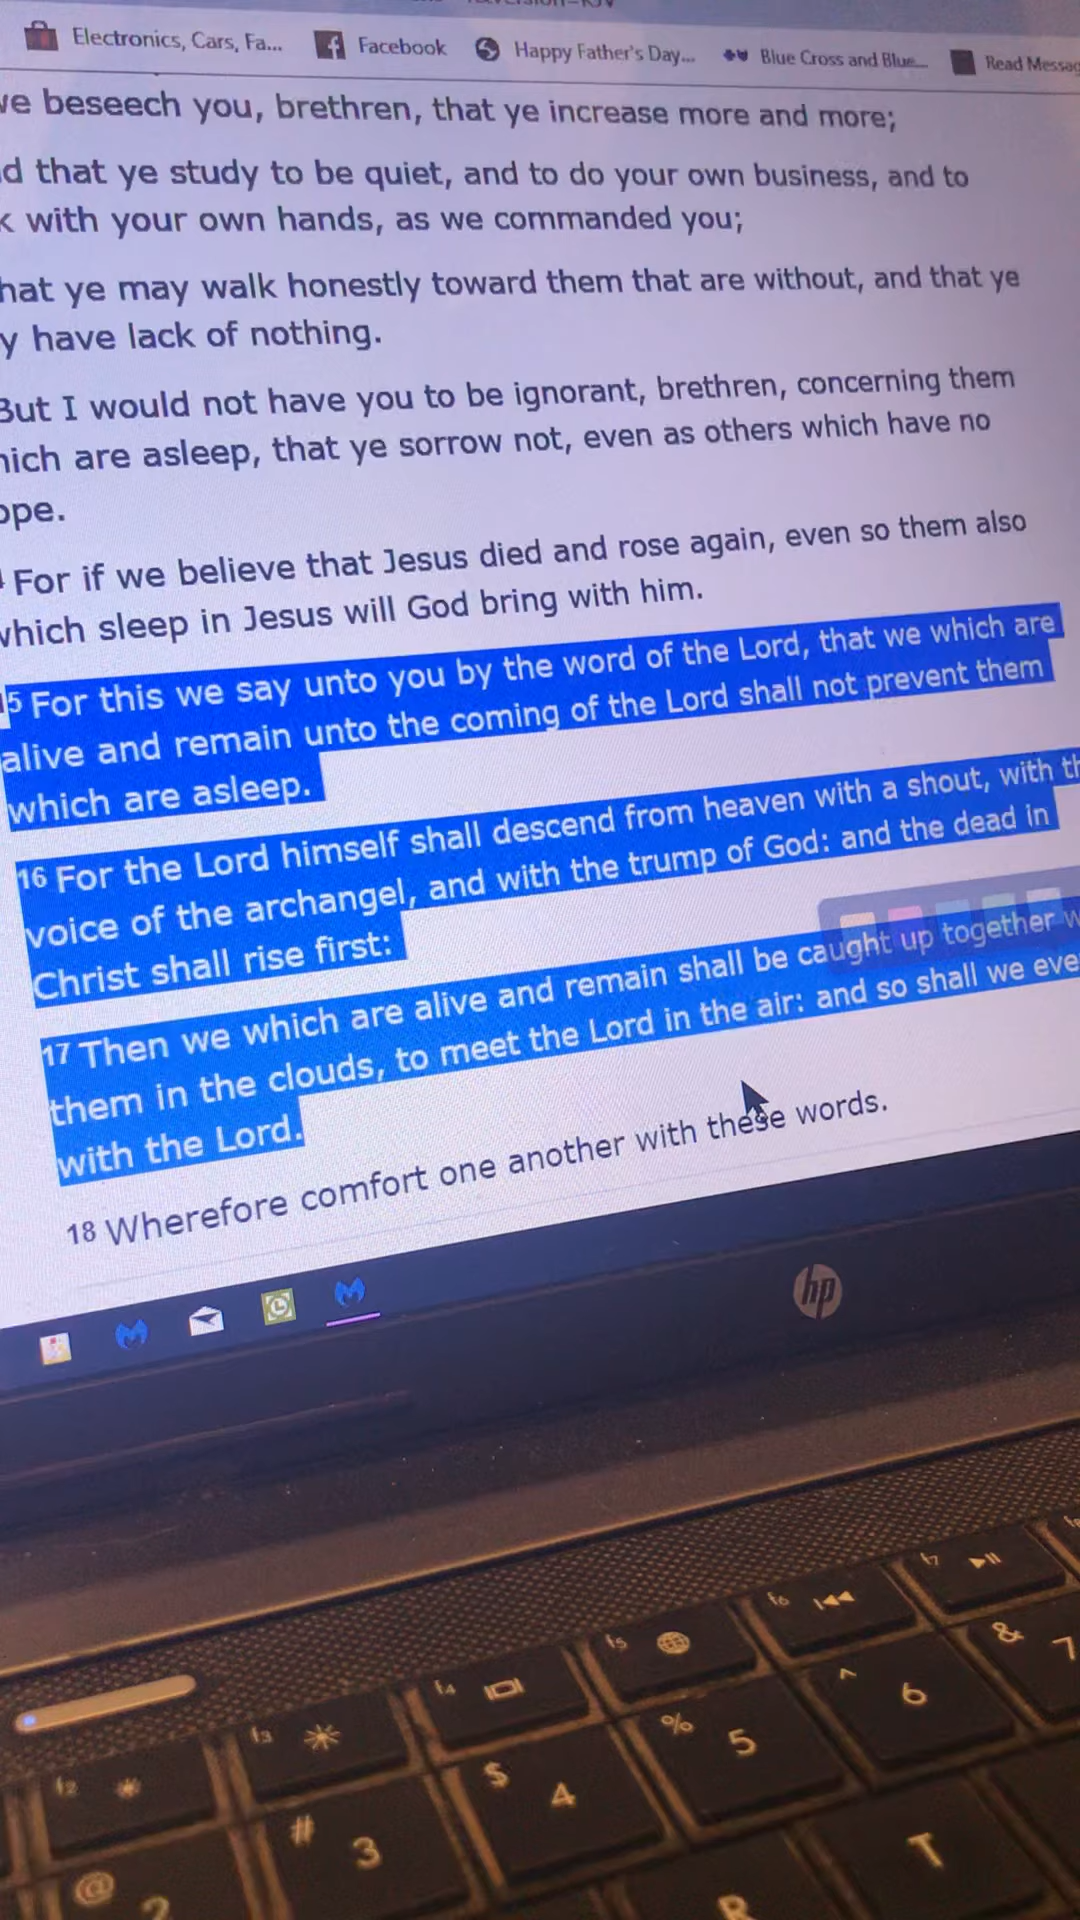 Electronics, Cars, Fa... Facebook Happy Father's Day... Blue Cross and Blue... Read Messag
ve beseech you, brethren, that ye increase more and more;
d that ye study to be quiet, and to do your own business, and to
k with your own hands, as we commanded you;
hat ye may walk honestly toward them that are without, and that ye
y have lack of nothing.
But I would not have you to be ignorant, brethren, concerning them
hich are asleep, that ye sorrow not, even as others which have no
ope.
For if we believe that Jesus died and rose again, even so them also
which sleep in Jesus will God bring with him.
15 For this we say unto you by the word of the Lord, that we which are
alive and remain unto the coming of the Lord shall not prevent them
which are asleep.
16 For the Lord himself shall descend from heaven with a shout, with th
voice of the archangel, and with the trump of God: and the dead in
Christ shall rise first:
17 Then we which are alive and remain shall be caught up together w
them in the clouds, to meet the Lord in the air: and so shall we eve
with the Lord.
18 Wherefore comfort one another with these words.
hp
f7
f6
f5
f4
f3
f2
& 7
^ 6
% 5
$ 4
# 3
@ 2
T
R